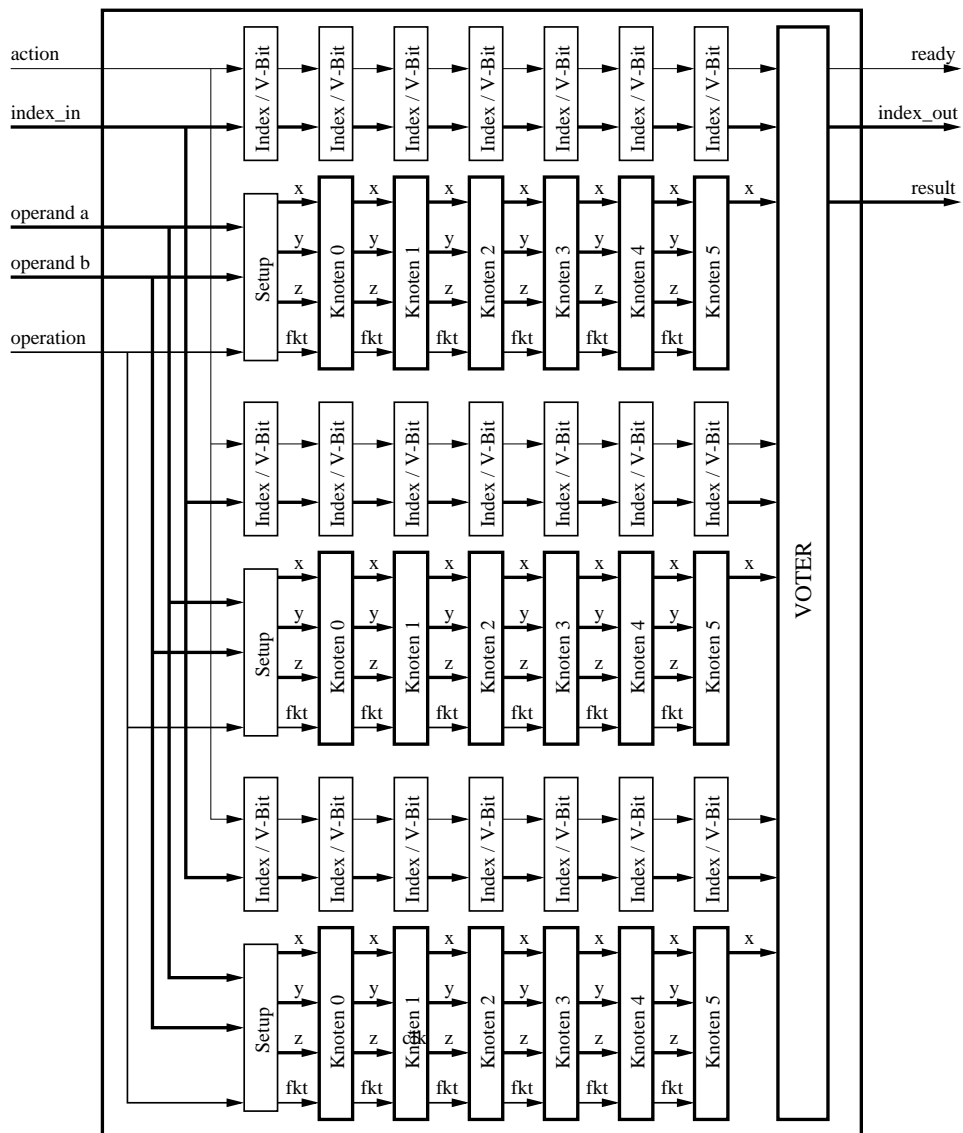 action
index_in
operand a
operand b
operation
ready
index_out
result
Index / V-Bit
Index / V-Bit
Index / V-Bit
Index / V-Bit
Index / V-Bit
Index / V-Bit
Index / V-Bit
x x x x x x x
y y y y y y
z z z z z z
fkt fkt fkt fkt fkt fkt
Setup
Knoten 0
Knoten 1
Knoten 2
Knoten 3
Knoten 4
Knoten 5
Index / V-Bit
Index / V-Bit
Index / V-Bit
Index / V-Bit
Index / V-Bit
Index / V-Bit
Index / V-Bit
x x x x x x x
y y y y y y
z z z z z z
fkt fkt fkt fkt fkt fkt
Setup
Knoten 0
Knoten 1
Knoten 2
Knoten 3
Knoten 4
Knoten 5
VOTER
Index / V-Bit
Index / V-Bit
Index / V-Bit
Index / V-Bit
Index / V-Bit
Index / V-Bit
Index / V-Bit
x x x x x x x
y y y y y y
z z z z z z
fkt fkt fkt fkt fkt fkt
Setup
Knoten 0
Knoten 1
Knoten 2
Knoten 3
Knoten 4
Knoten 5
clk